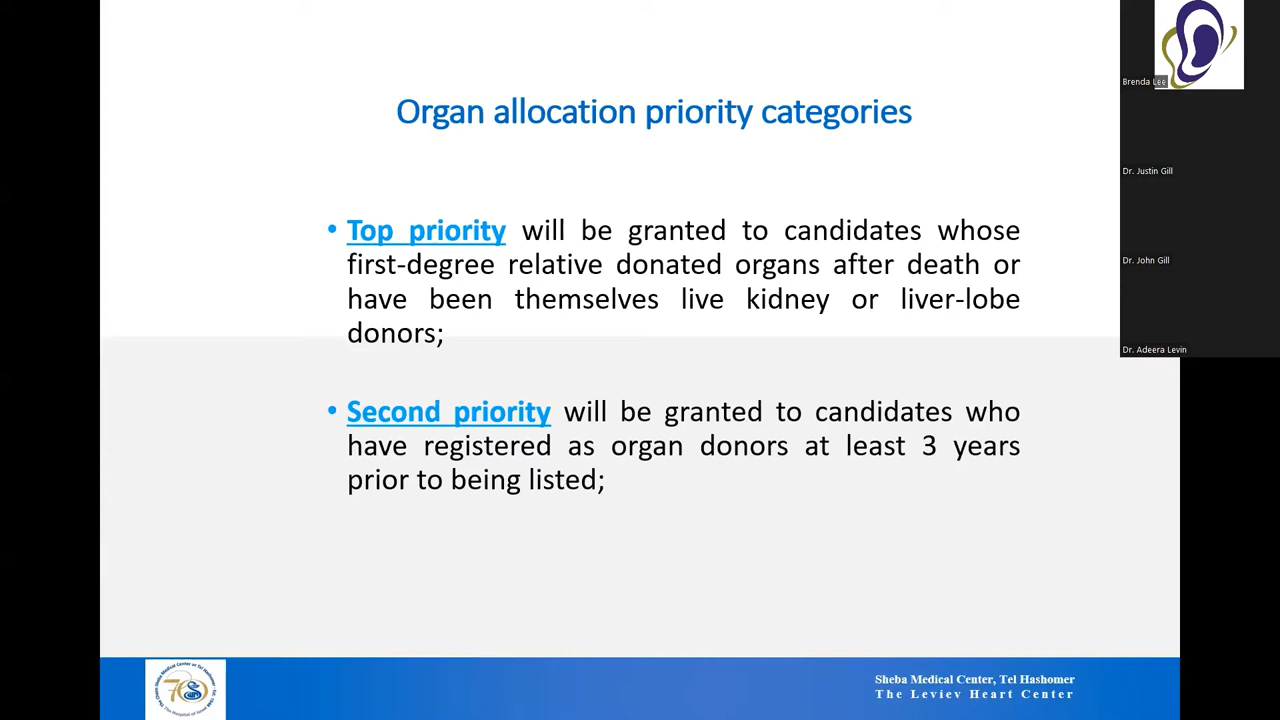 Organ allocation priority categories
• Top priority will be granted to candidates whose
first-degree relative donated organs after death or
have been themselves live kidney or liver-lobe
donors;
• Second priority will be granted to candidates who
have registered as organ donors at least 3 years
prior to being listed;
Brenda Lee
Dr. Justin Gill
Dr. John Gill
Dr. Adeera Levin
70
Sheba Medical Center, Tel Hashomer
The Leviev Heart Center